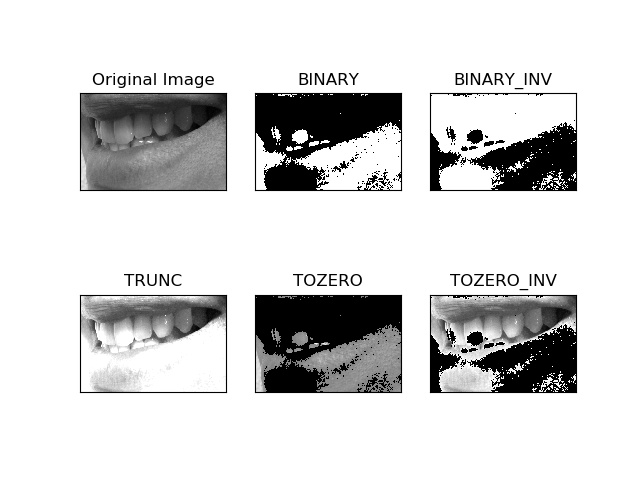 Original Image
BINARY
BINARY_INV
TRUNC
TOZERO
TOZERO_INV